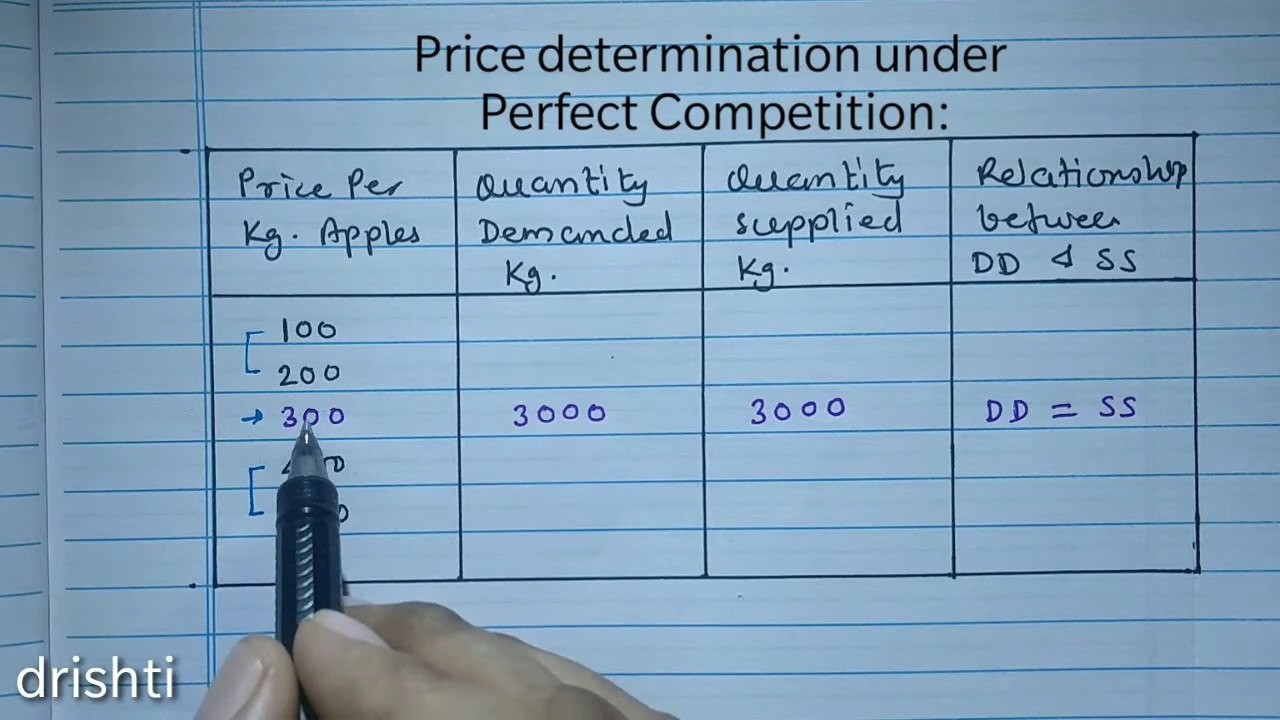 Price determination under
Perfect Competition:
Price Per
Kg. Apples
Quantity
Demanded
Kg.
Quantity
supplied
Kg.
Relationship
between
DD & SS
100
200
→ 300 3000 3000 DD = SS
drishti